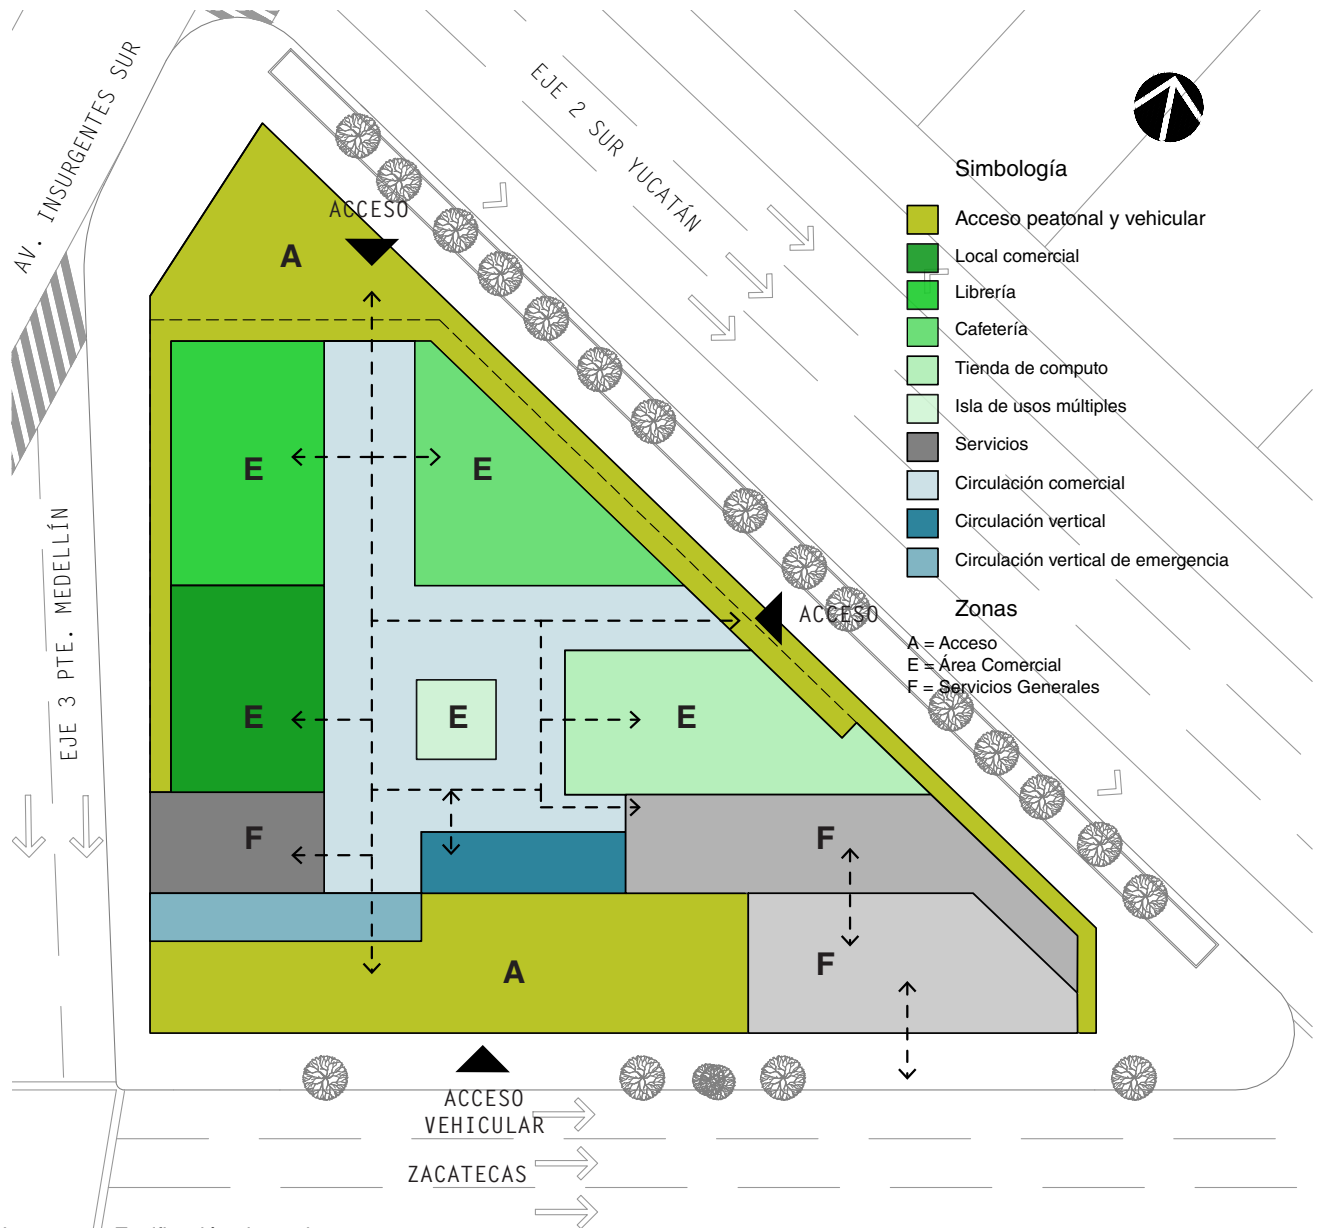 AV. INSURGENTES SUR
EJE 2 SUR YUCATÁN
ACCESO
A
E
E
EJE 3 PTE. MEDELLÍN
ACCESO
E
E
E
F
F
A
F
ACCESO
VEHICULAR
ZACATECAS
Simbología
Acceso peatonal y vehicular
Local comercial
Librería
Cafetería
Tienda de computo
Isla de usos múltiples
Servicios
Circulación comercial
Circulación vertical
Circulación vertical de emergencia
Zonas
A = Acceso
E = Área Comercial
F = Servicios Generales